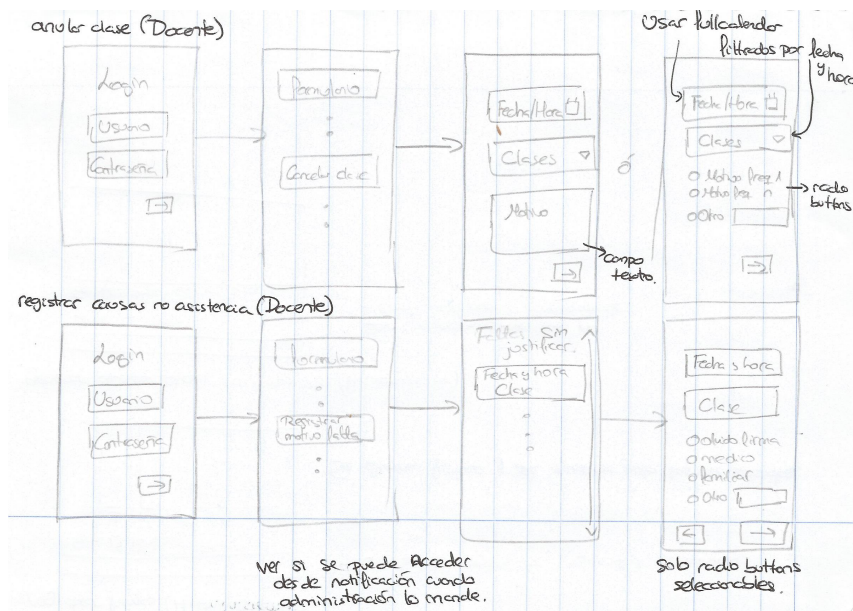 anular clase (Docente)
Login
Usuario
Contraseña
Formulario
Cancelar clase
Fecha/Hora
Clases
Motivo
campo
texto.
ó
Usar fullcalendar
filtrados por fecha
y hora
Fecha/Hora
Clases
Motivo freq 1
Motivo freq n
Otro
radio
buttons
registrar causas no asistencia (Docente)
Login
Usuario
Contraseña
Formulario
Registrar
motivo falta
ver si se puede acceder
desde notificación cuando
administración lo mande.
Faltas sin
justificar.
Fecha y hora
Clase
Fecha y hora
Clase
olvido firma
medico
familiar
Otro
solo radio buttons
seleccionables.